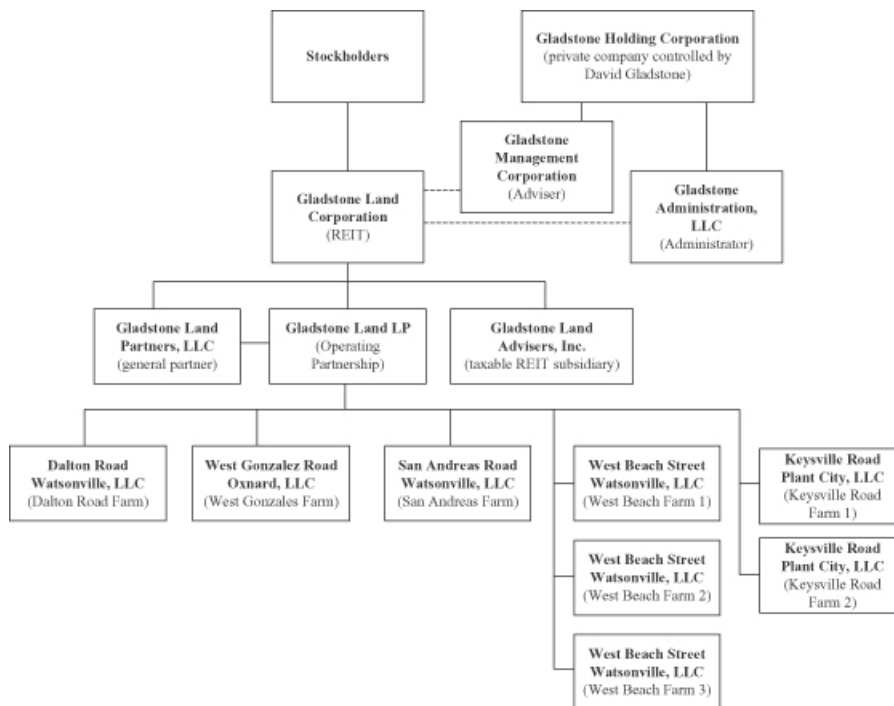 Stockholders
Gladstone Holding Corporation
(private company controlled by
David Gladstone)
Gladstone
Management
Corporation
(Adviser)
Gladstone Land
Corporation
(REIT)
Gladstone
Administration,
LLC
(Administrator)
Gladstone Land
Partners, LLC
(general partner)
Gladstone Land LP
(Operating
Partnership)
Gladstone Land
Advisers, Inc.
(taxable REIT subsidiary)
Dalton Road
Watsonville, LLC
(Dalton Road Farm)
West Gonzalez Road
Oxnard, LLC
(West Gonzales Farm)
San Andreas Road
Watsonville, LLC
(San Andreas Farm)
West Beach Street
Watsonville, LLC
(West Beach Farm 1)
Keysville Road
Plant City, LLC
(Keysville Road
Farm 1)
West Beach Street
Watsonville, LLC
(West Beach Farm 2)
Keysville Road
Plant City, LLC
(Keysville Road
Farm 2)
West Beach Street
Watsonville, LLC
(West Beach Farm 3)